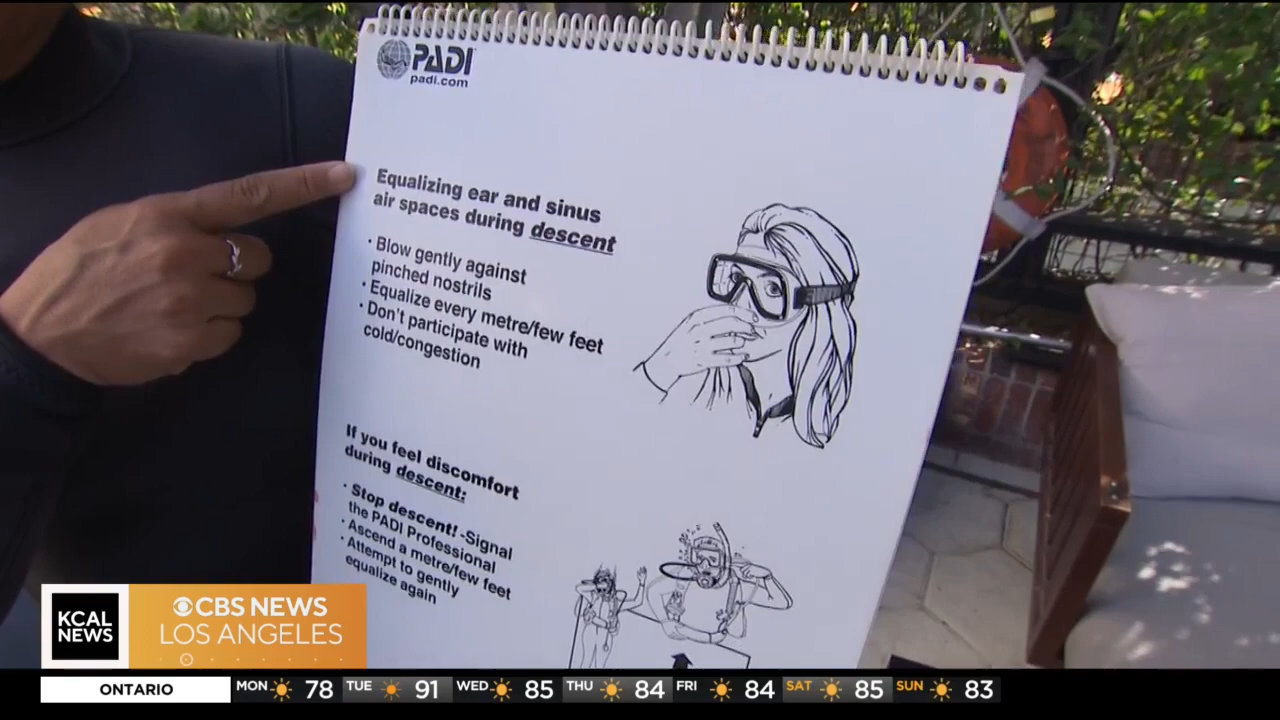 PADI
padi.com
Equalizing ear and sinus
air spaces during descent
· Blow gently against
pinched nostrils
· Equalize every metre/few feet
· Don't participate with
cold/congestion
If you feel discomfort
during descent:
· Stop descent! -Signal
the PADI Professional
· Ascend a metre/few feet
· Attempt to gently
equalize again
KCAL
NEWS
CBS NEWS
LOS ANGELES
ONTARIO MON 78 TUE 91 WED 85 THU 84 FRI 84 SAT 85 SUN 83